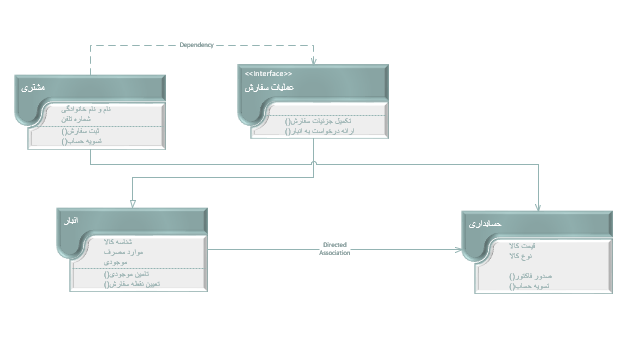 Dependency
مشتری
نام و نام خانوادگی
شماره تلفن
ثبت سفارش()
تسویه حساب()
<<Interface>>
عملیات سفارش
تکمیل جزئیات سفارش()
ارائه درخواست به انبار()
انبار
شناسه کالا
موارد مصرف
موجودی
تامین موجودی()
تعیین نقطه سفارش()
Directed
Association
حسابداری
قیمت کالا
نوع کالا
صدور فاکتور()
تسویه حساب()